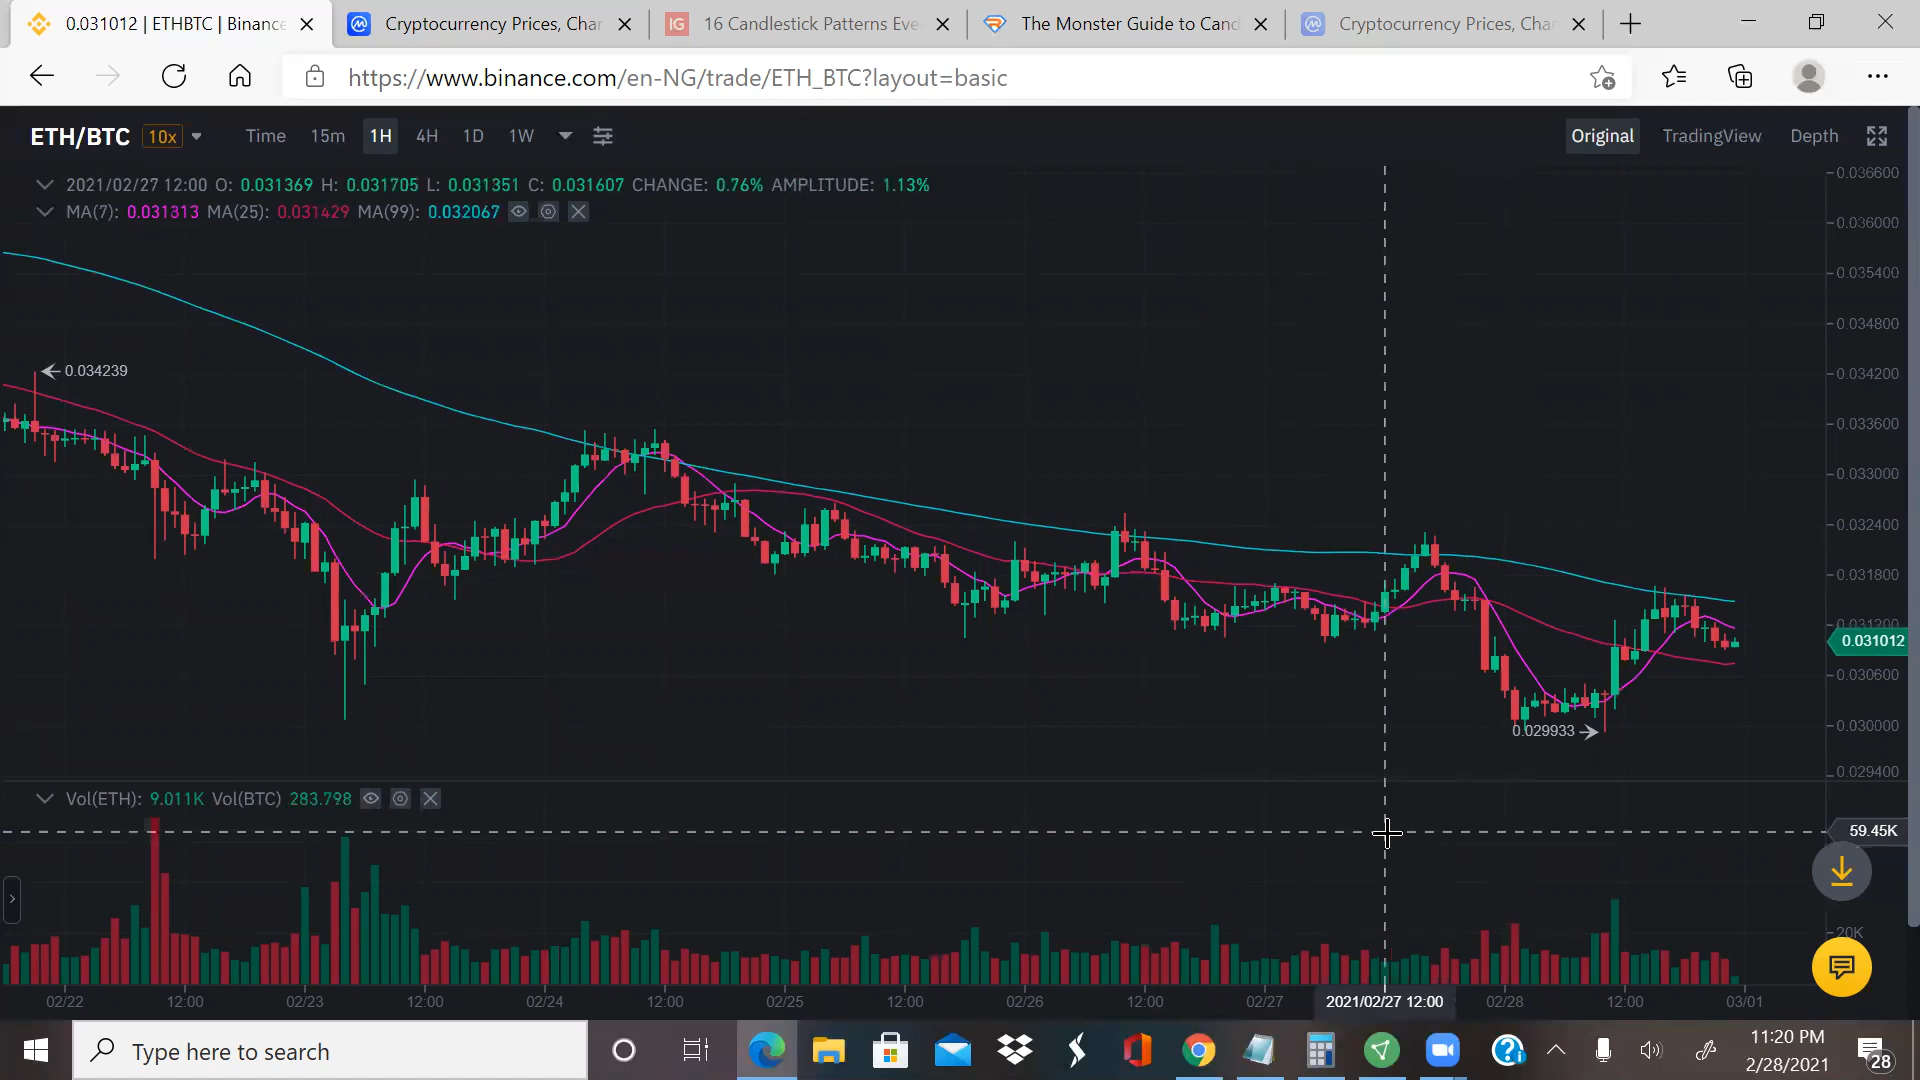 0.031012 | ETHBTC | Binance
Cryptocurrency Prices, Char
IG
16 Candlestick Patterns Eve
The Monster Guide to Cand
Cryptocurrency Prices, Char
https://www.binance.com/en-NG/trade/ETH_BTC?layout=basic
ETH/BTC 10x Time 15m 1H 4H 1D 1W Original TradingView Depth
2021/02/27 12:00 O: 0.031369 H: 0.031705 L: 0.031351 C: 0.031607 CHANGE: 0.76% AMPLITUDE: 1.13%
MA(7): 0.031313 MA(25): 0.031429 MA(99): 0.032067
0.036600
0.036000
0.035400
0.034800
0.034239
0.034200
0.033600
0.033000
0.032400
0.031800
0.031200
0.031012
0.030600
0.030000
0.029933
0.029400
Vol(ETH): 9.011K Vol(BTC) 283.798
59.45K
20K
02/22 12:00 02/23 12:00 02/24 12:00 02/25 12:00 02/26 12:00 02/27 2021/02/27 12:00 02/28 12:00 03/01
Type here to search
11:20 PM
2/28/2021
28